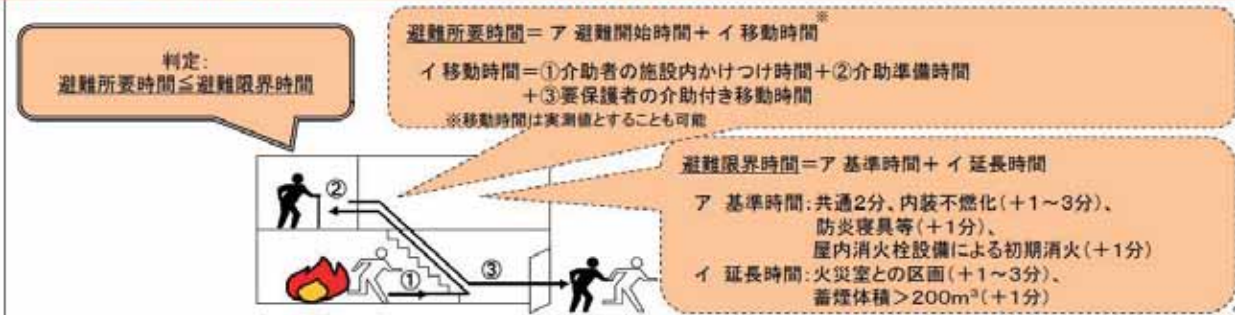 判定:
避難所要時間≦避難限界時間
避難所要時間＝ア 避難開始時間＋イ 移動時間※
イ 移動時間＝①介助者の施設内かけつけ時間＋②介助準備時間
＋③要保護者の介助付き移動時間
※移動時間は実測値とすることも可能
避難限界時間＝ア 基準時間＋イ 延長時間
ア 基準時間:共通2分、内装不燃化(＋1～3分)、
防炎寝具等(＋1分)、
屋内消火栓設備による初期消火(＋1分)
イ 延長時間:火災室との区画(＋1～3分)、
蓄煙体積＞200m³(＋1分)
②
①
③